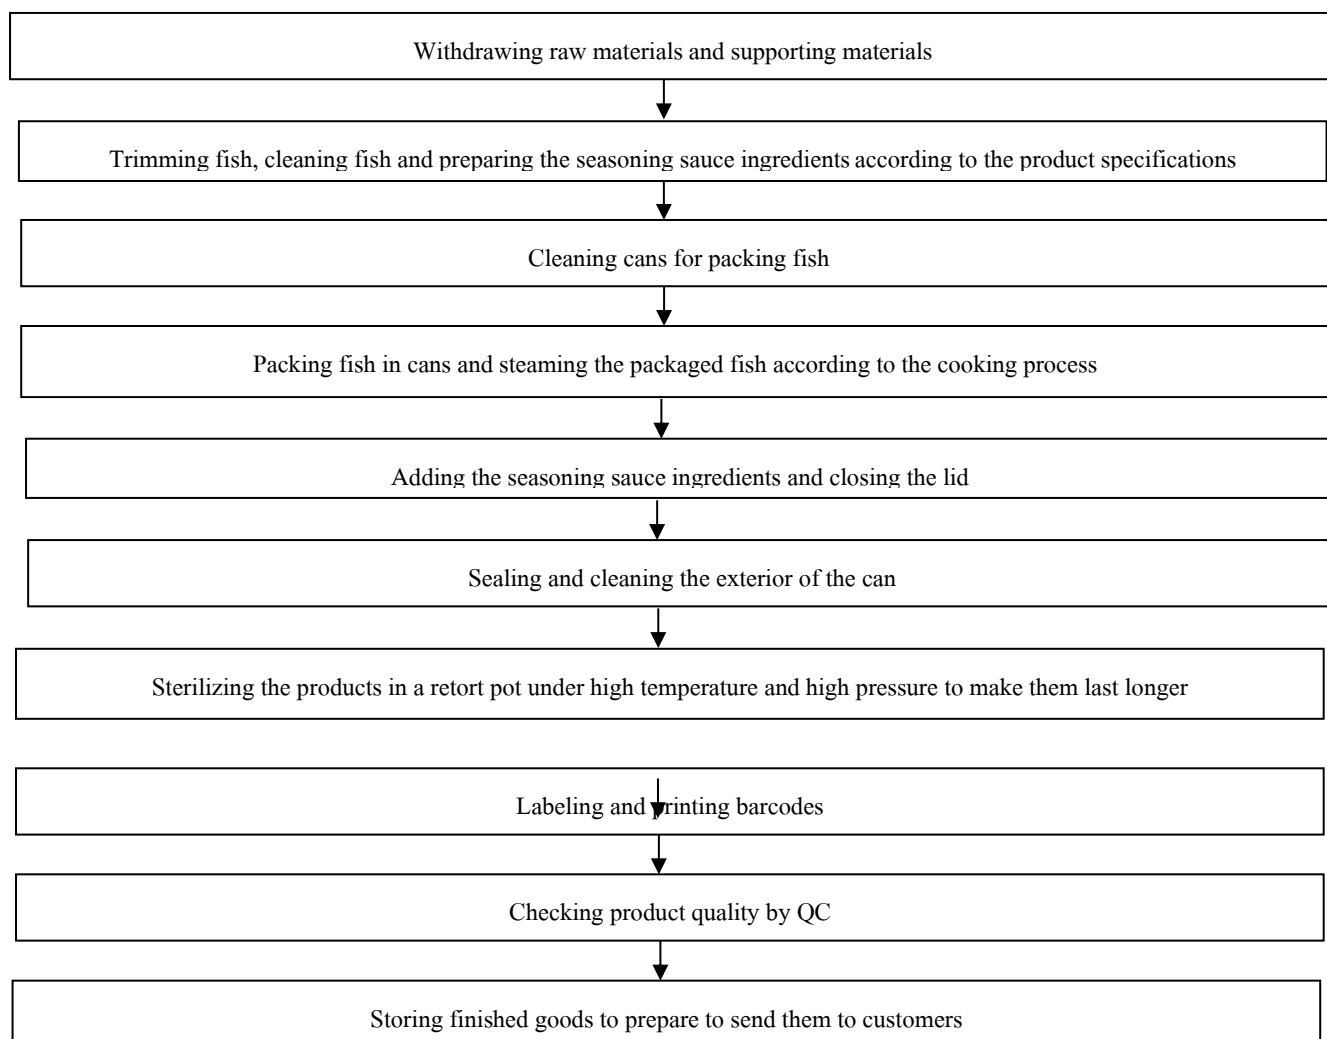 Withdrawing raw materials and supporting materials
Trimming fish, cleaning fish and preparing the seasoning sauce ingredients according to the product specifications
Cleaning cans for packing fish
Packing fish in cans and steaming the packaged fish according to the cooking process
Adding the seasoning sauce ingredients and closing the lid
Sealing and cleaning the exterior of the can
Sterilizing the products in a retort pot under high temperature and high pressure to make them last longer
Labeling and printing barcodes
Checking product quality by QC
Storing finished goods to prepare to send them to customers